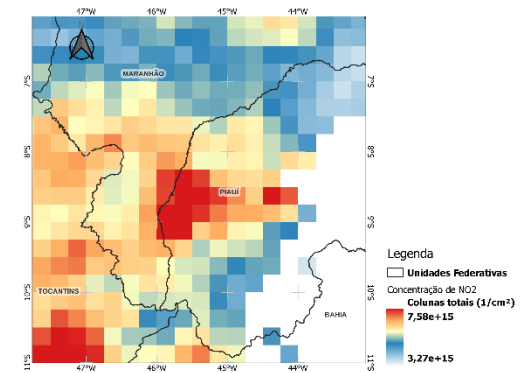 47°W 46°W 45°W 44°W
MARANHÃO
7°S 7°S
8°S 8°S
PIAUÍ
9°S 9°S
TOCANTINS
10°S 10°S
BAHIA
11°S 11°S
47°W 46°W 45°W 44°W
Legenda
Unidades Federativas
Concentração de NO2
Colunas totais (1/cm²)
7,58e+15
3,27e+15